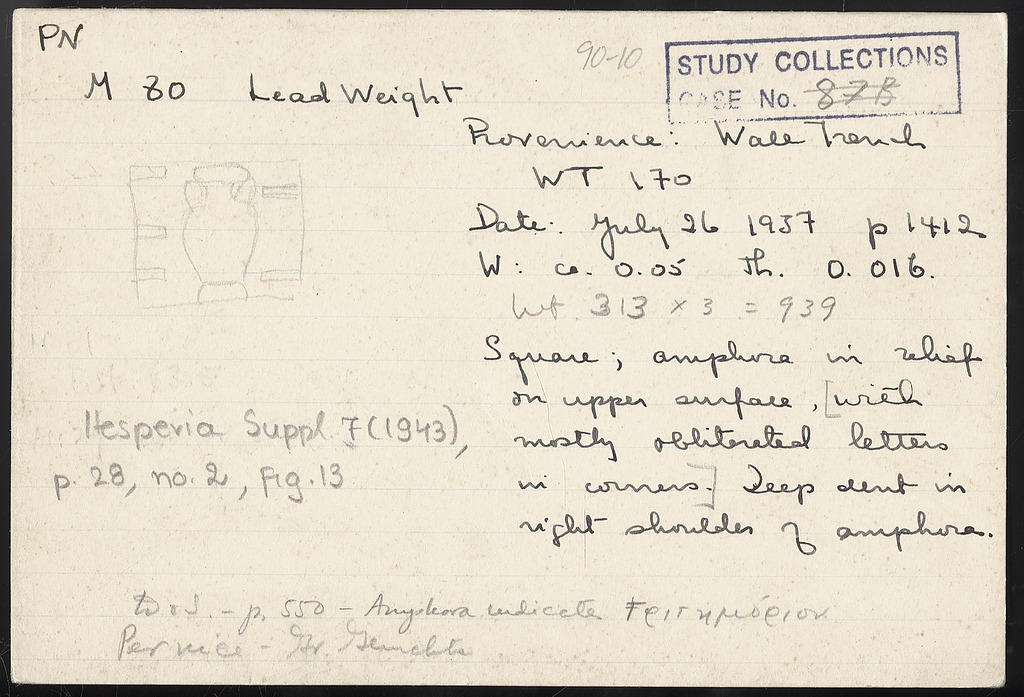 PN
90-10
STUDY COLLECTIONS
CASE No. 87B
M 80 Lead Weight
Provenience: Wall Trench
WT 170
Date: July 26 1937 p 1412
W: ca. 0.05 Th. 0.016.
Wt 313 × 3 = 939
Square; amphora in relief
on upper surface, [with
mostly obliterated letters
in corners.] Deep dent in
right shoulder of amphora.
Hesperia Suppl. 7 (1943),
p. 28, no. 2, Fig. 13
D & S. - p. 550 - Amphora indicates τριτημόριον
Pernice - Gr. Gewichte